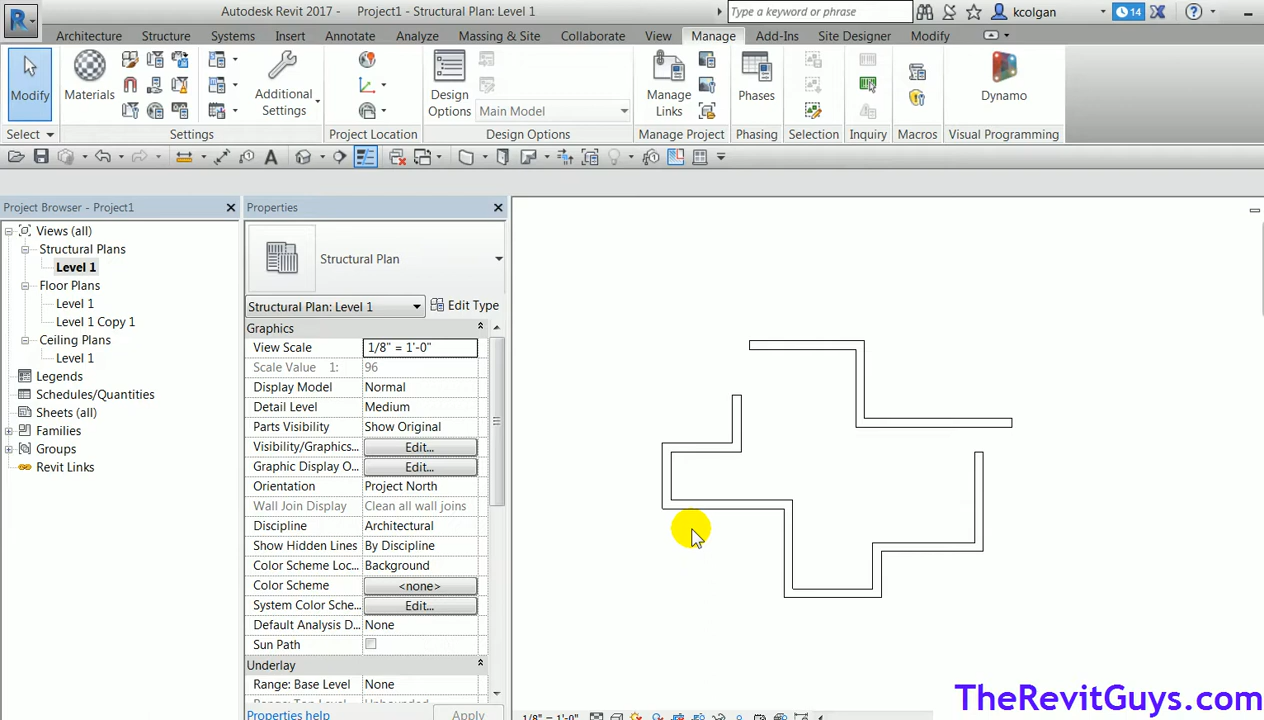 Autodesk Revit 2017 - Project1 - Structural Plan: Level 1
Type a keyword or phrase
kcolgan
14
Architecture Structure Systems Insert Annotate Analyze Massing & Site Collaborate View Manage Add-Ins Site Designer Modify
Modify
Materials
Additional
Settings
Design
Options
Main Model
Manage
Links
Phases
Dynamo
Select
Settings
Project Location
Design Options
Manage Project
Phasing
Selection
Inquiry
Macros
Visual Programming
Project Browser - Project1
Views (all)
Structural Plans
Level 1
Floor Plans
Level 1
Level 1 Copy 1
Ceiling Plans
Level 1
Legends
Schedules/Quantities
Sheets (all)
Families
Groups
Revit Links
Properties
Structural Plan
Structural Plan: Level 1 Edit Type
Graphics
View Scale 1/8" = 1'-0"
Scale Value 1: 96
Display Model Normal
Detail Level Medium
Parts Visibility Show Original
Visibility/Graphics... Edit...
Graphic Display O... Edit...
Orientation Project North
Wall Join Display Clean all wall joins
Discipline Architectural
Show Hidden Lines By Discipline
Color Scheme Loc... Background
Color Scheme <none>
System Color Sche... Edit...
Default Analysis D... None
Sun Path
Underlay
Range: Base Level None
Properties help Apply
1/8" = 1'-0"
TheRevitGuys.com